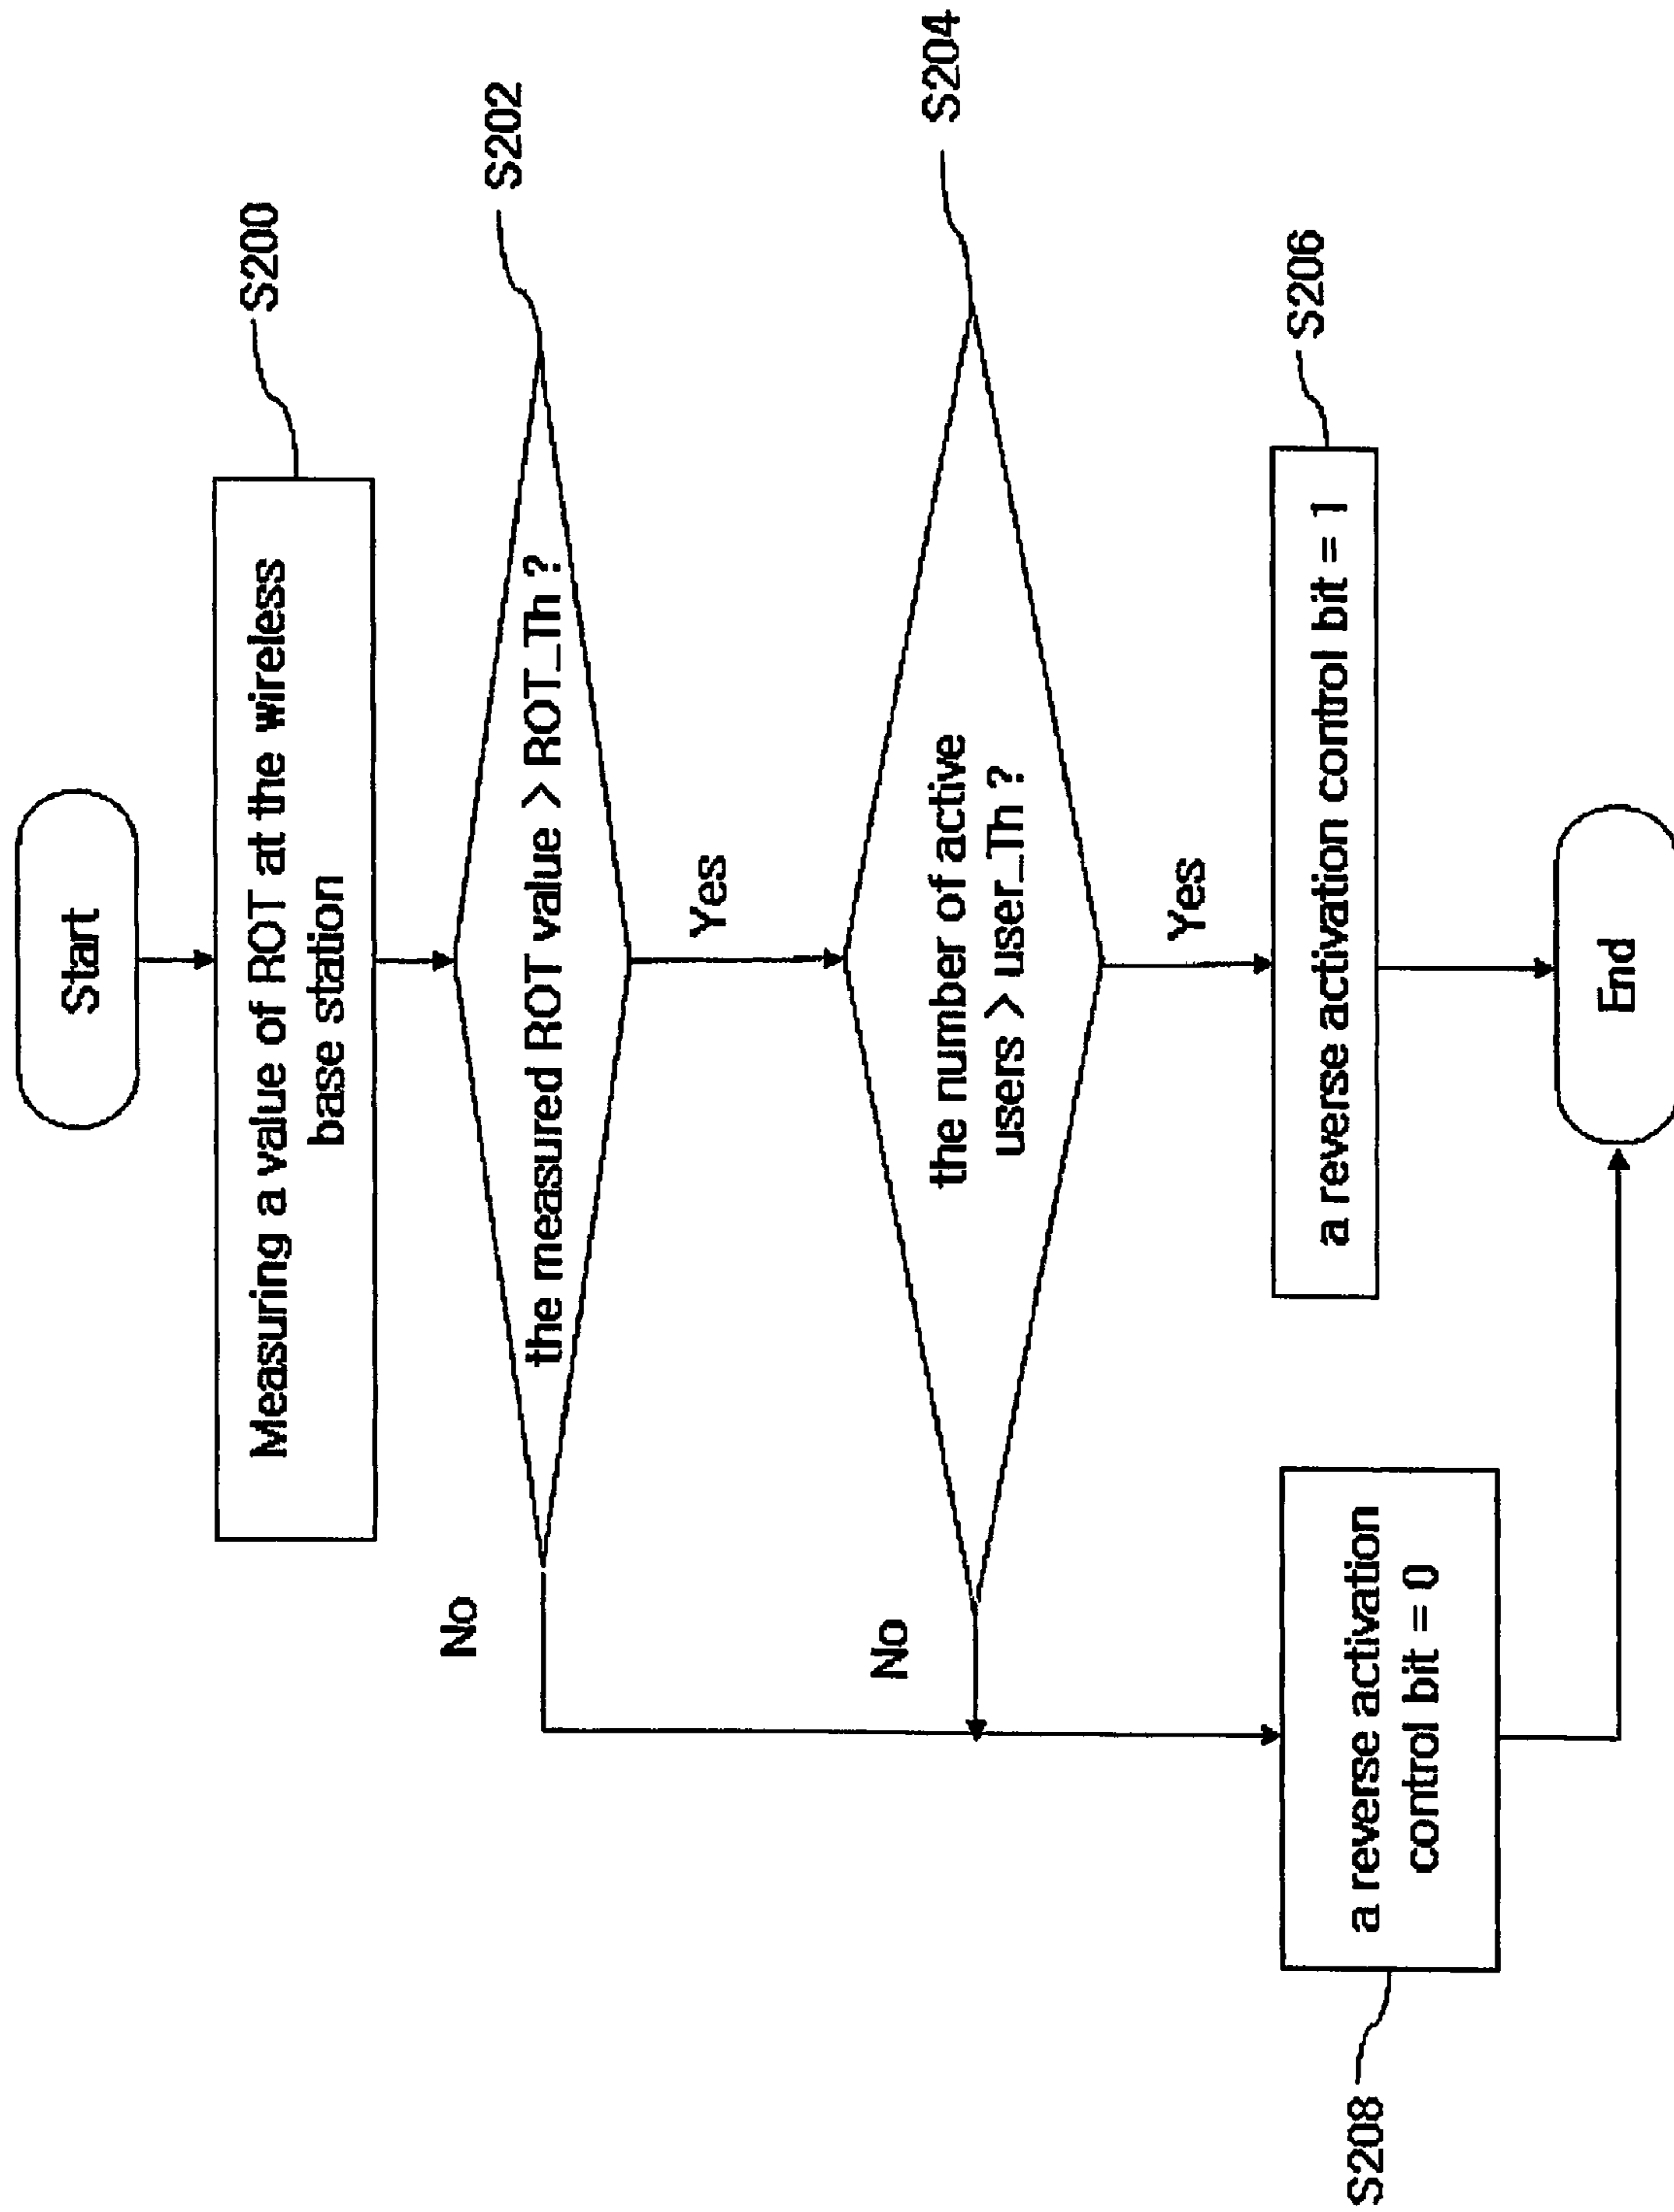 Start
Measuring a value of ROT at the wireless
base station
S200
the measured ROT value > ROT_Th ?
S202
No
Yes
the number of active
users > user_Th ?
S204
No
Yes
a reverse activation control bit = 1
S206
a reverse activation
control bit = 0
S208
End